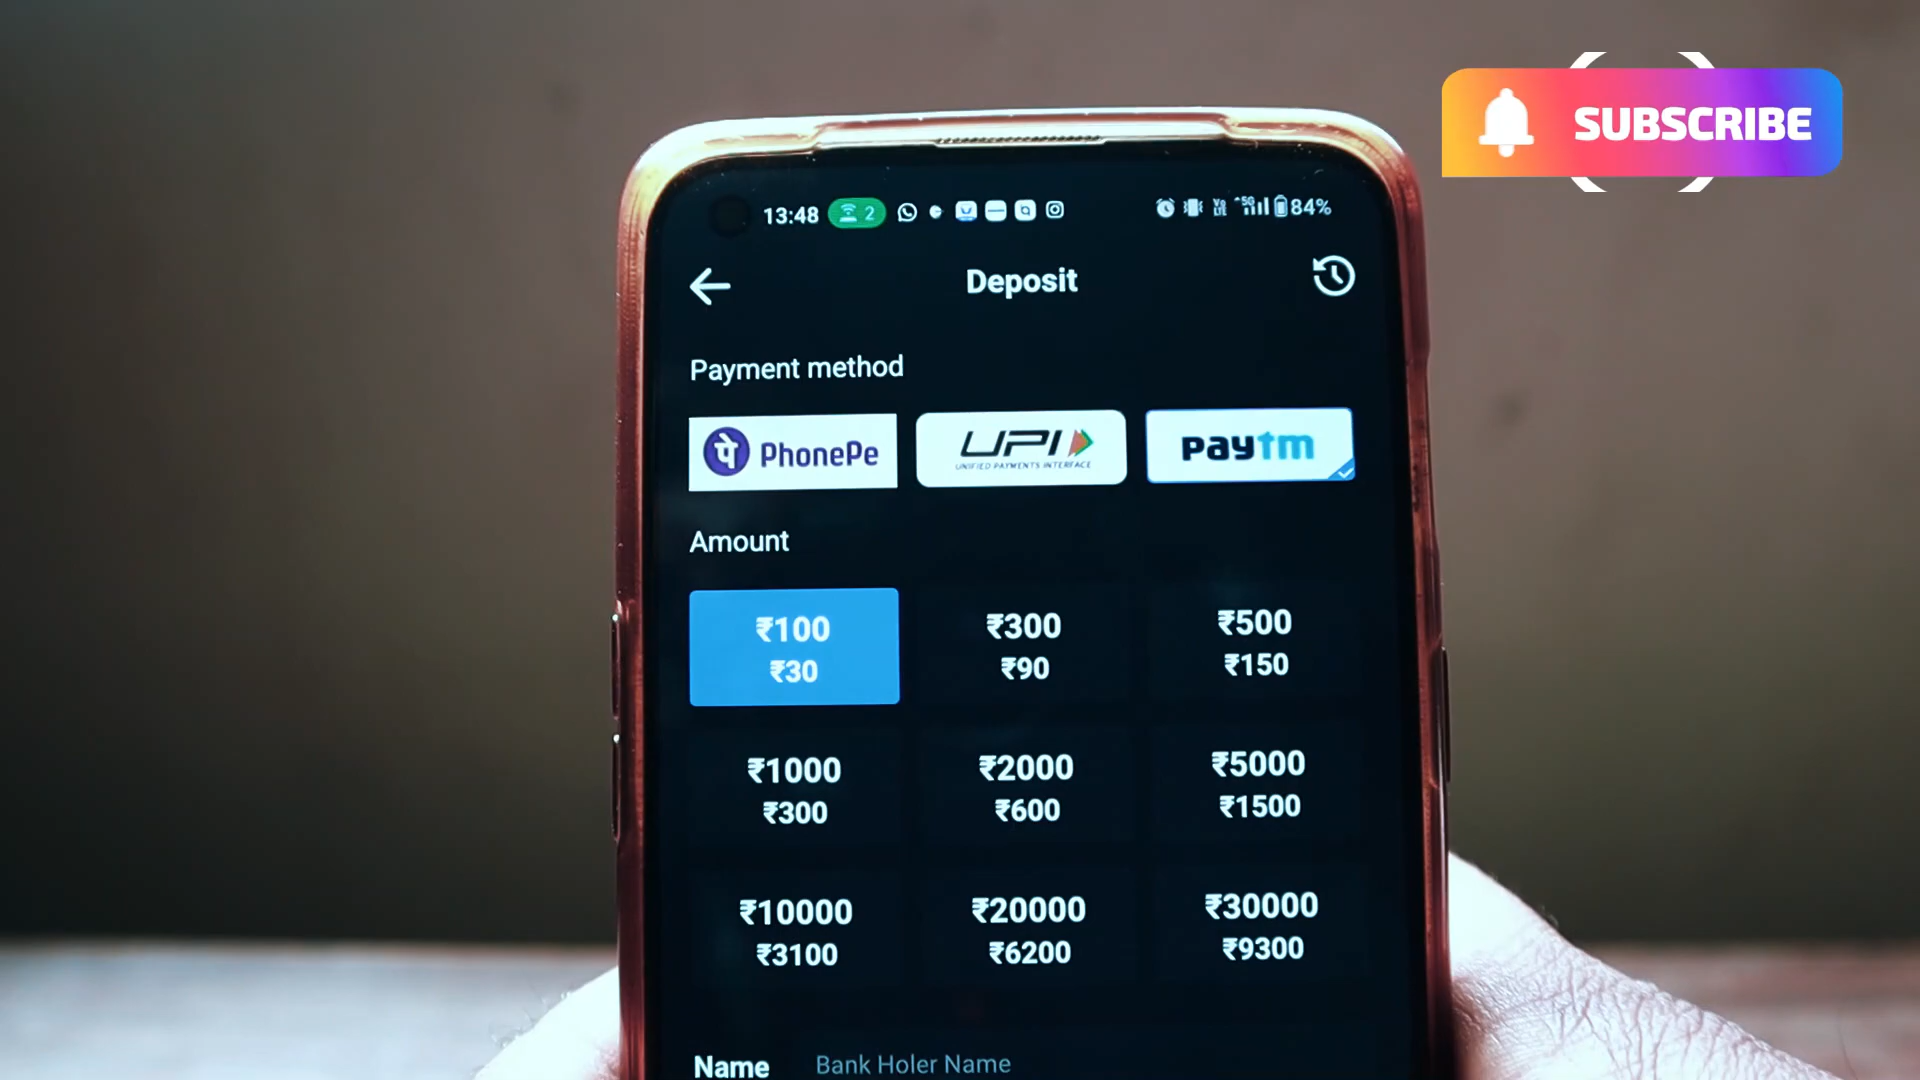 SUBSCRIBE
13:48 2 5G 84%
Deposit
Payment method
PhonePe UPI paytm
UNIFIED PAYMENTS INTERFACE
Amount
₹100 ₹300 ₹500
₹30 ₹90 ₹150
₹1000 ₹2000 ₹5000
₹300 ₹600 ₹1500
₹10000 ₹20000 ₹30000
₹3100 ₹6200 ₹9300
Name Bank Holer Name